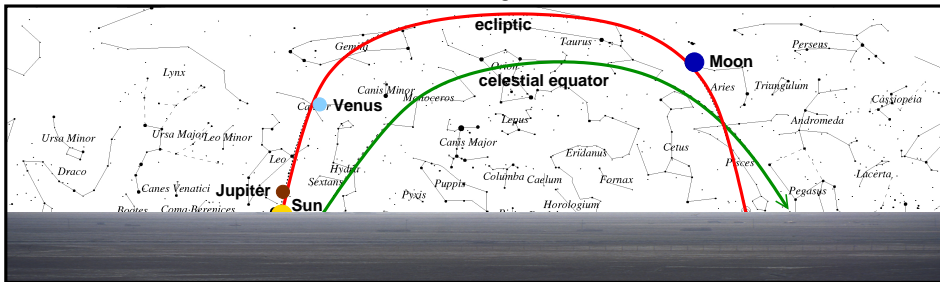 ecliptic
Taurus
Perseus
Gemini
Orion
Moon
Lynx
celestial equator
Aries
Triangulum
Canis Minor
Monoceros
Cassiopeia
Venus
Lepus
Andromeda
Ursa Minor
Ursa Major
Leo Minor
Canis Major
Cetus
Eridanus
Leo
Pisces
Draco
Hydra
Sextans
Columba
Caelum
Fornax
Lacerta
Canes Venatici
Jupiter
Puppis
Pyxis
Pegasus
Sun
Bootes
Coma Berenices
Horologium